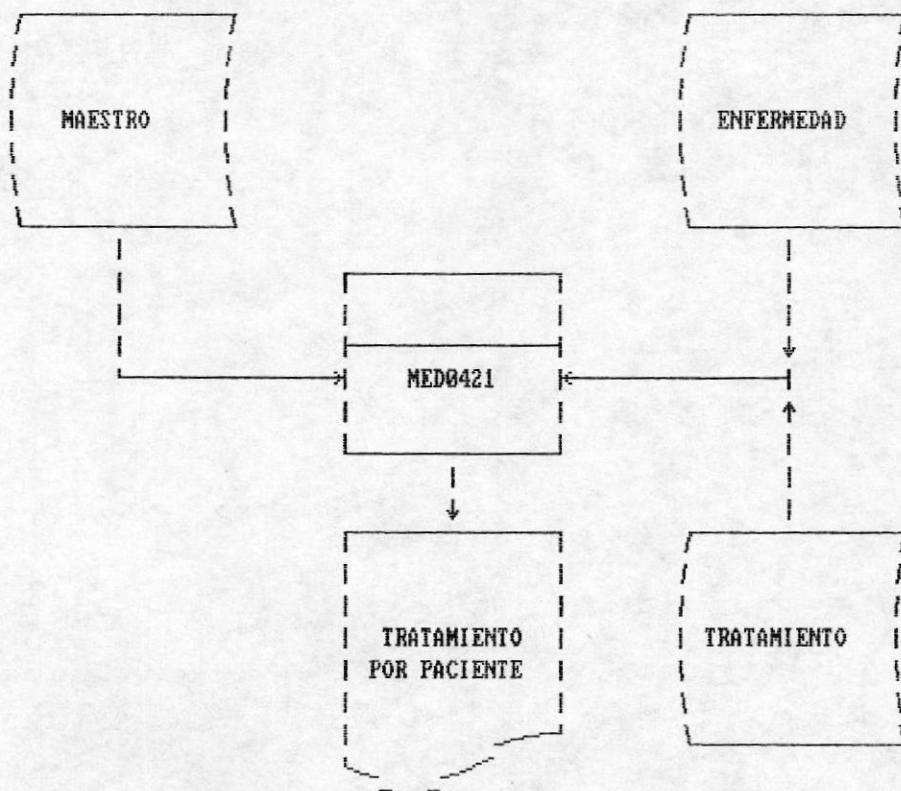 MAESTRO
ENFERMEDAD
MED0421
TRATAMIENTO
POR PACIENTE
TRATAMIENTO